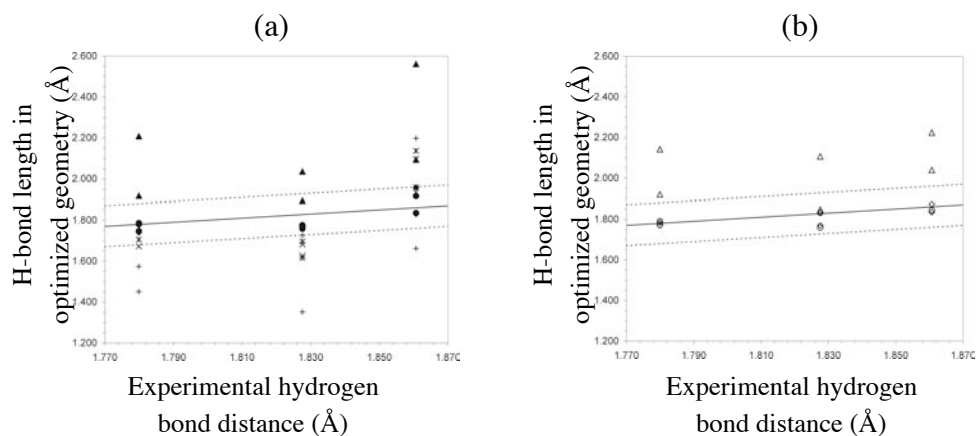 (a)
H-bond length in
optimized geometry (Å)
2.600
2.400
2.200
2.000
1.800
1.600
1.400
1.200
1.770
1.790
1.810
1.830
1.850
1.870
Experimental hydrogen
bond distance (Å)
(b)
H-bond length in
optimized geometry (Å)
2.600
2.400
2.200
2.000
1.800
1.600
1.400
1.200
1.770
1.790
1.810
1.830
1.850
1.870
Experimental hydrogen
bond distance (Å)